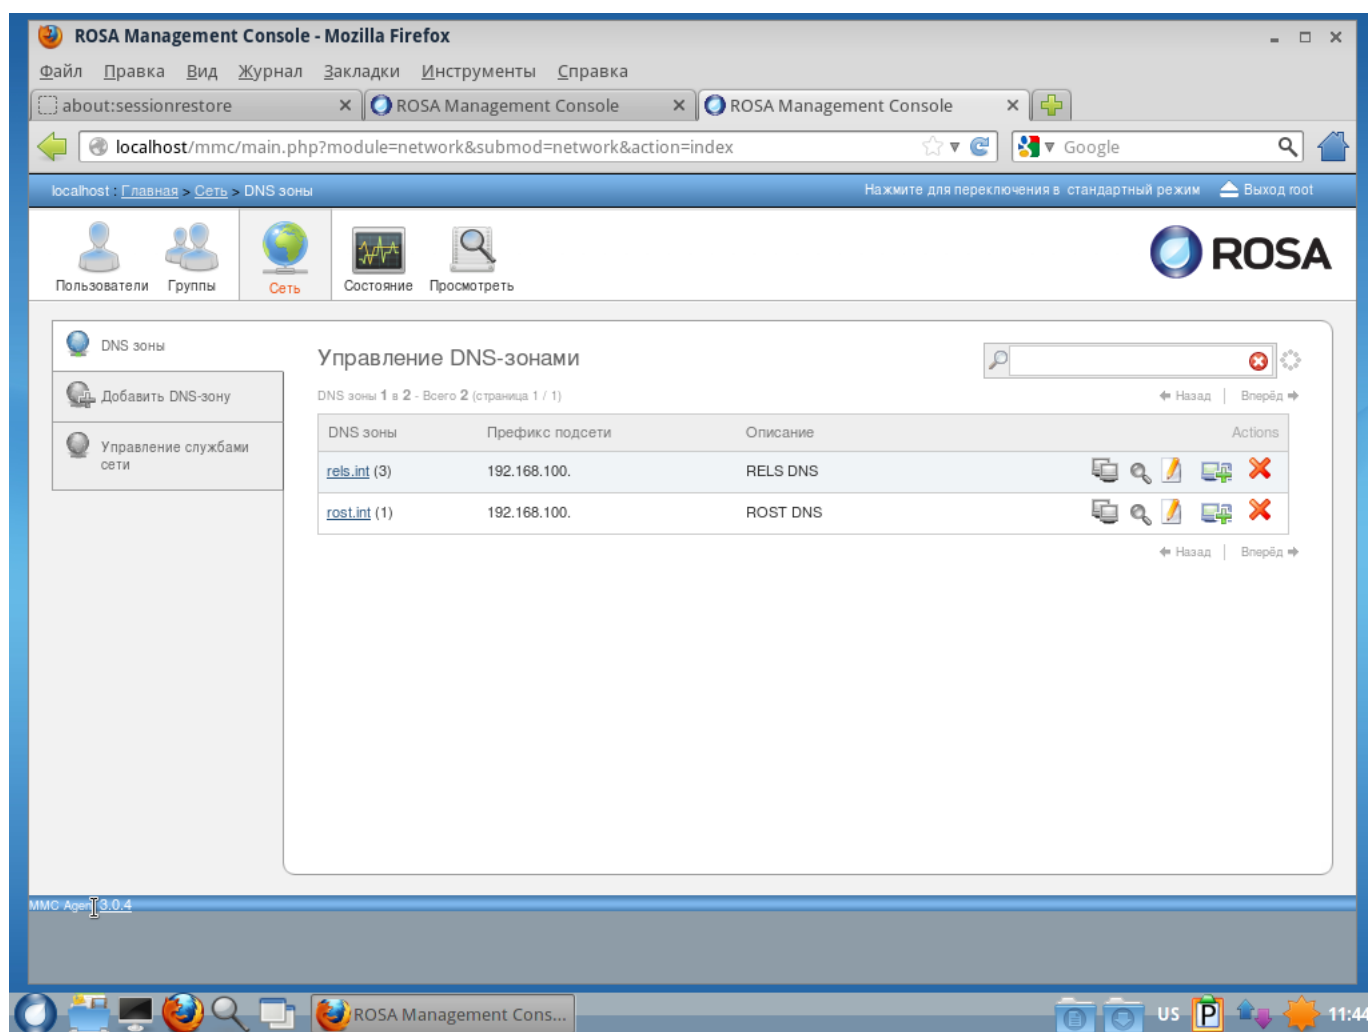 ROSA Management Console - Mozilla Firefox
Файл Правка Вид Журнал Закладки Инструменты Справка
about:sessionrestore ROSA Management Console ROSA Management Console
localhost/mmc/main.php?module=network&submod=network&action=index Google
localhost : Главная > Сеть > DNS зоны Нажмите для переключения в стандартный режим Выход root
Пользователи Группы Сеть Состояние Просмотреть
ROSA
DNS зоны
Добавить DNS-зону
Управление службами
сети
Управление DNS-зонами
DNS зоны 1 в 2 - Всего 2 (страница 1 / 1) Назад | Вперёд
DNS зоны Префикс подсети Описание Actions
rels.int (3) 192.168.100. RELS DNS
rost.int (1) 192.168.100. ROST DNS
Назад | Вперёд
MMC Agent 3.0.4
ROSA Management Cons... US P 11:44